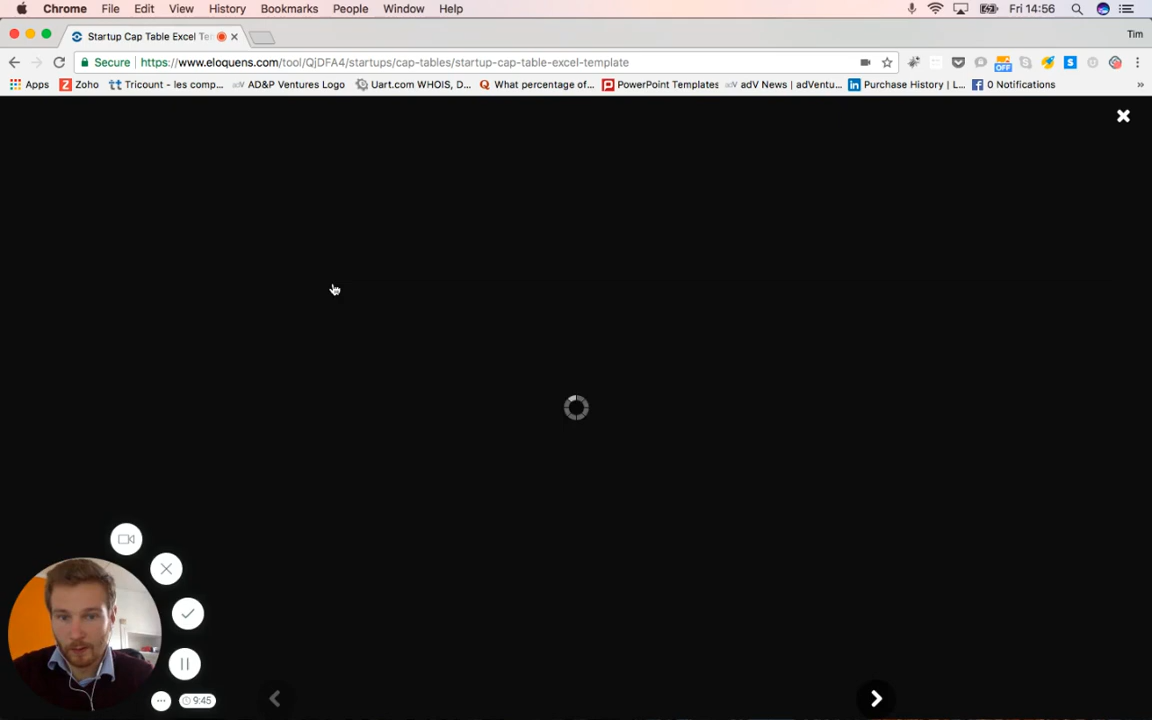 Chrome File Edit View History Bookmarks People Window Help Fri 14:56
Startup Cap Table Excel Te Tim
Secure https://www.eloquens.com/tool/QjDFA4/startups/cap-tables/startup-cap-table-excel-template OFF
Apps Zoho Tricount - les comp... AD&P Ventures Logo Uart.com WHOIS, D... What percentage of... PowerPoint Templates adV News | adVentu... Purchase History | L... 0 Notifications »
9:45